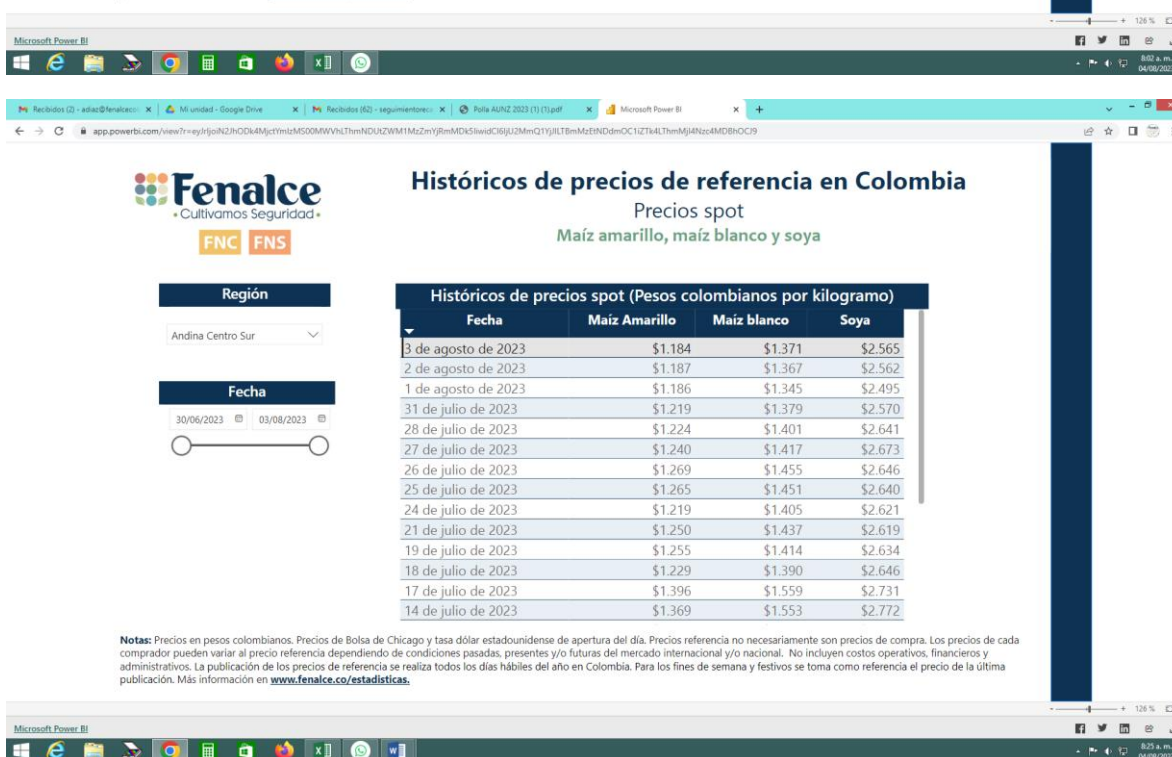 126 %
Microsoft Power BI
8:02 a. m.
04/08/202
Recibidos (2) - adiaz@fenalcecc Mi unidad - Google Drive Recibidos (62) - seguimientoreca Polla AUNZ 2023 (1) (1).pdf Microsoft Power BI
Fenalce
• Cultivamos Seguridad •
FNC FNS
Históricos de precios de referencia en Colombia
Precios spot
Maíz amarillo, maíz blanco y soya
Región
Andina Centro Sur
Fecha
30/06/2023 03/08/2023
Históricos de precios spot (Pesos colombianos por kilogramo)
Fecha Maíz Amarillo Maíz blanco Soya
3 de agosto de 2023 $1.184 $1.371 $2.565
2 de agosto de 2023 $1.187 $1.367 $2.562
1 de agosto de 2023 $1.186 $1.345 $2.495
31 de julio de 2023 $1.219 $1.379 $2.570
28 de julio de 2023 $1.224 $1.401 $2.641
27 de julio de 2023 $1.240 $1.417 $2.673
26 de julio de 2023 $1.269 $1.455 $2.646
25 de julio de 2023 $1.265 $1.451 $2.640
24 de julio de 2023 $1.219 $1.405 $2.621
21 de julio de 2023 $1.250 $1.437 $2.619
19 de julio de 2023 $1.255 $1.414 $2.634
18 de julio de 2023 $1.229 $1.390 $2.646
17 de julio de 2023 $1.396 $1.559 $2.731
14 de julio de 2023 $1.369 $1.553 $2.772
Notas: Precios en pesos colombianos. Precios de Bolsa de Chicago y tasa dólar estadounidense de apertura del día. Precios referencia no necesariamente son precios de compra. Los precios de cada
comprador pueden variar al precio referencia dependiendo de condiciones pasadas, presentes y/o futuras del mercado internacional y/o nacional. No incluyen costos operativos, financieros y
administrativos. La publicación de los precios de referencia se realiza todos los días hábiles del año en Colombia. Para los fines de semana y festivos se toma como referencia el precio de la última
publicación. Más información en www.fenalce.co/estadisticas.
126 %
Microsoft Power BI
8:25 a. m.